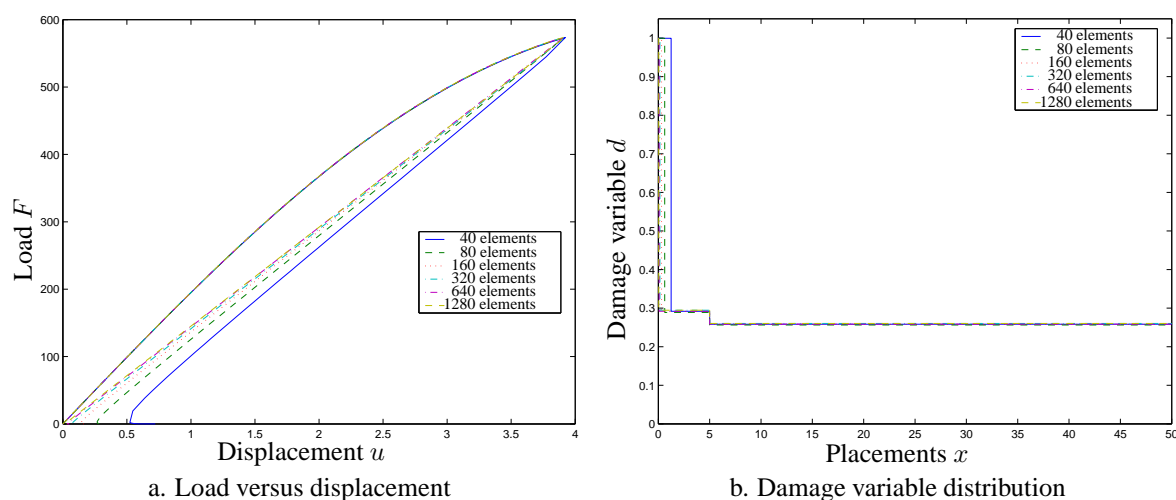 600
500
400
300
200
100
0
0 0.5 1 1.5 2 2.5 3 3.5 4
Load F
Displacement u
40 elements
80 elements
160 elements
320 elements
640 elements
1280 elements
a. Load versus displacement
1
0.9
0.8
0.7
0.6
0.5
0.4
0.3
0.2
0.1
0
0 5 10 15 20 25 30 35 40 45 50
Damage variable d
Placements x
40 elements
80 elements
160 elements
320 elements
640 elements
1280 elements
b. Damage variable distribution